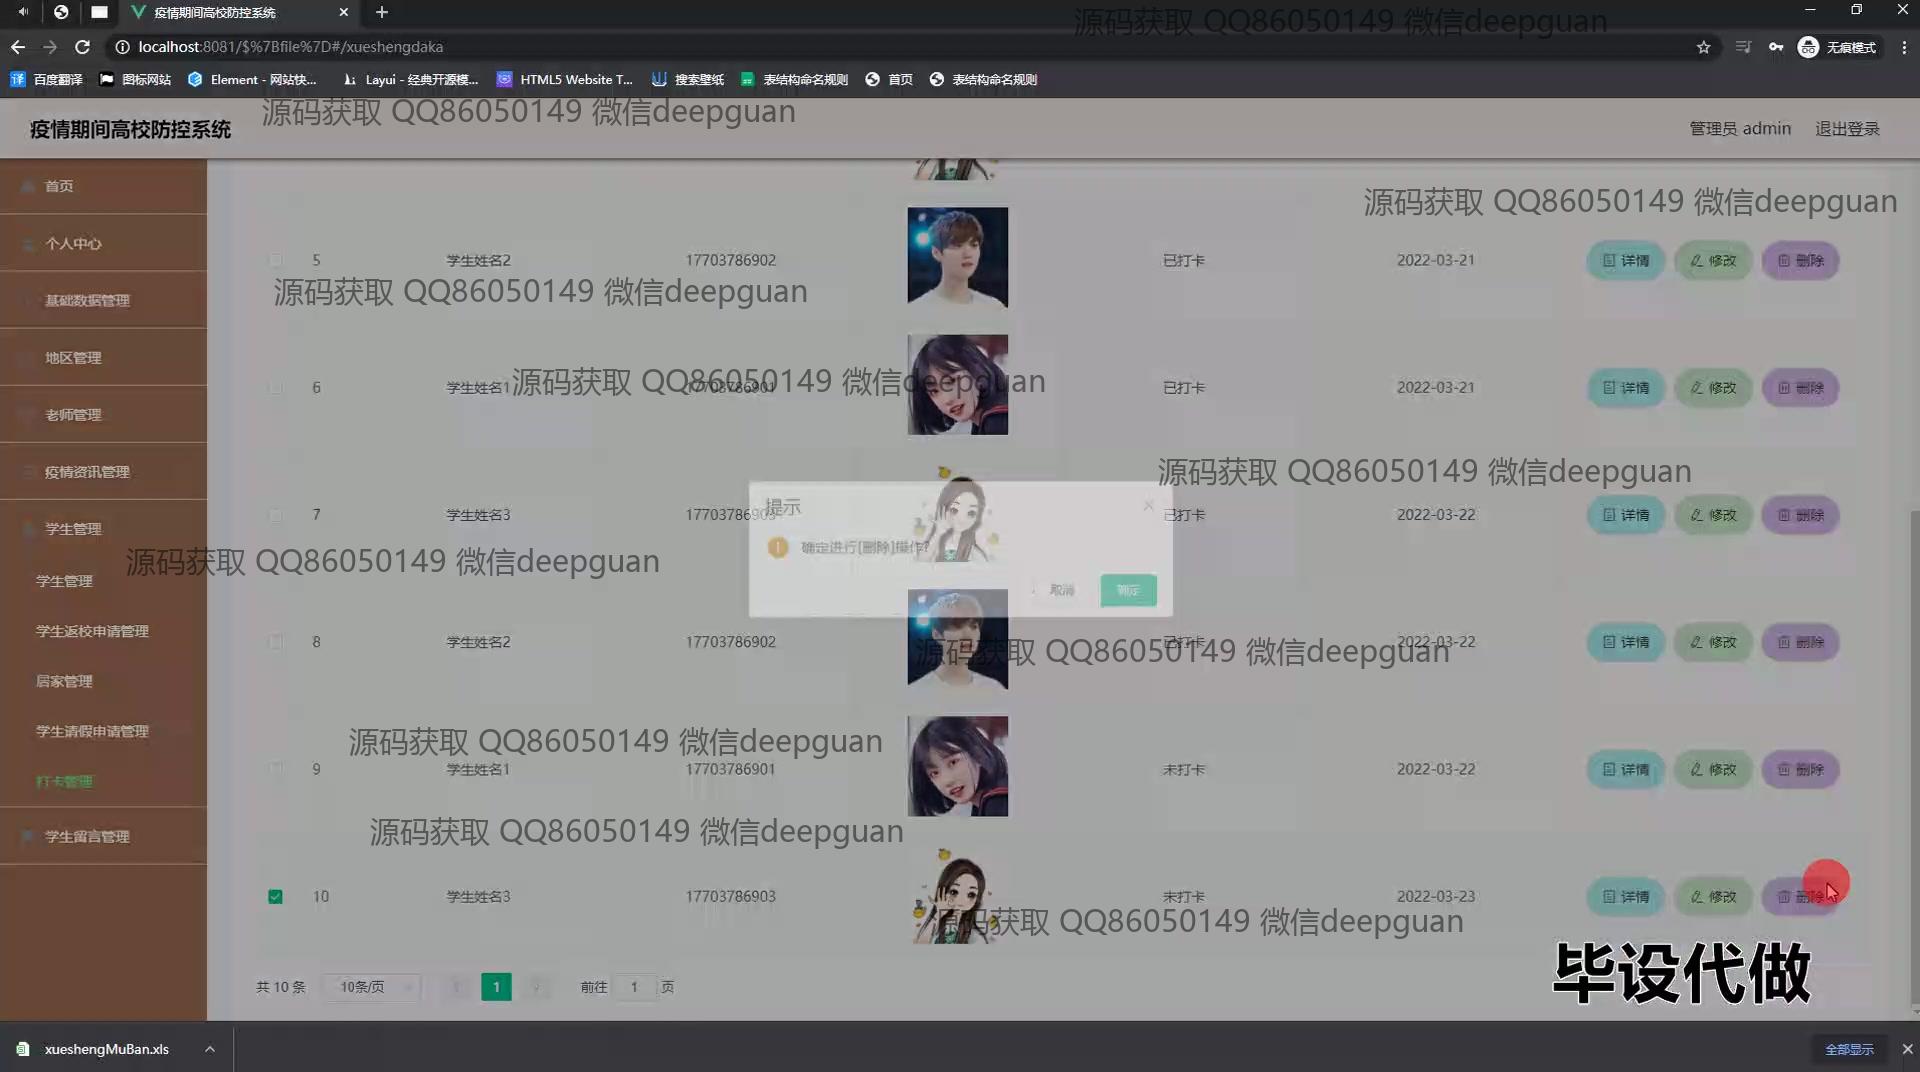 疫情期间高校防控系统
localhost:8081/$%7Bfile%7D#/xueshengdaka
无痕模式
百度翻译 图标网站 Element - 网站快... Layui - 经典开源模... HTML5 Website T... 搜索壁纸 表结构命名规则 首页 表结构命名规则
源码获取 QQ86050149 微信deepguan
疫情期间高校防控系统
源码获取 QQ86050149 微信deepguan
管理员 admin 退出登录
首页
源码获取 QQ86050149 微信deepguan
个人中心
5 学生姓名2 17703786902 已打卡 2022-03-21 详情 修改 删除
源码获取 QQ86050149 微信deepguan
基础数据管理
地区管理
6 学生姓名1 17703786901 已打卡 2022-03-21 详情 修改 删除
源码获取 QQ86050149 微信deepguan
老师管理
疫情资讯管理
源码获取 QQ86050149 微信deepguan
提示
7 学生姓名3 17703786903 已打卡 2022-03-22 详情 修改 删除
学生管理
确定进行[删除]操作?
源码获取 QQ86050149 微信deepguan
学生管理
取消 确定
学生返校申请管理
8 学生姓名2 17703786902 已打卡 2022-03-22 详情 修改 删除
源码获取 QQ86050149 微信deepguan
居家管理
学生请假申请管理
源码获取 QQ86050149 微信deepguan
9 学生姓名1 17703786901 未打卡 2022-03-22 详情 修改 删除
打卡管理
源码获取 QQ86050149 微信deepguan
学生留言管理
10 学生姓名3 17703786903 未打卡 2022-03-23 详情 修改 删除
源码获取 QQ86050149 微信deepguan
毕设代做
共 10 条 10条/页 1 前往 1 页
xueshengMuBan.xls
全部显示